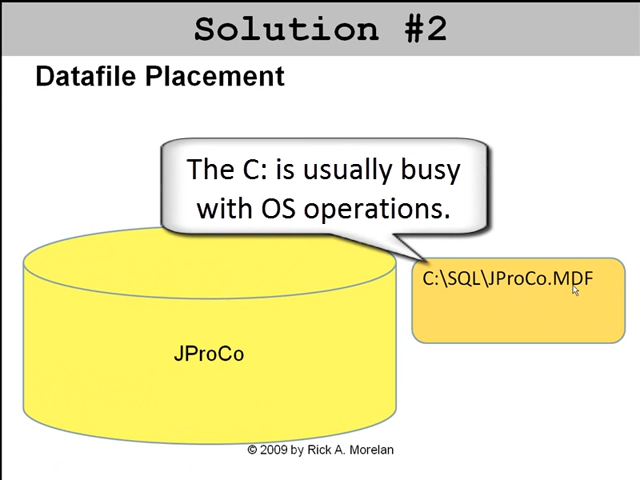 Solution #2
Datafile Placement
The C: is usually busy
with OS operations.
C:\SQL\JProCo.MDF
JProCo
© 2009 by Rick A. Morelan